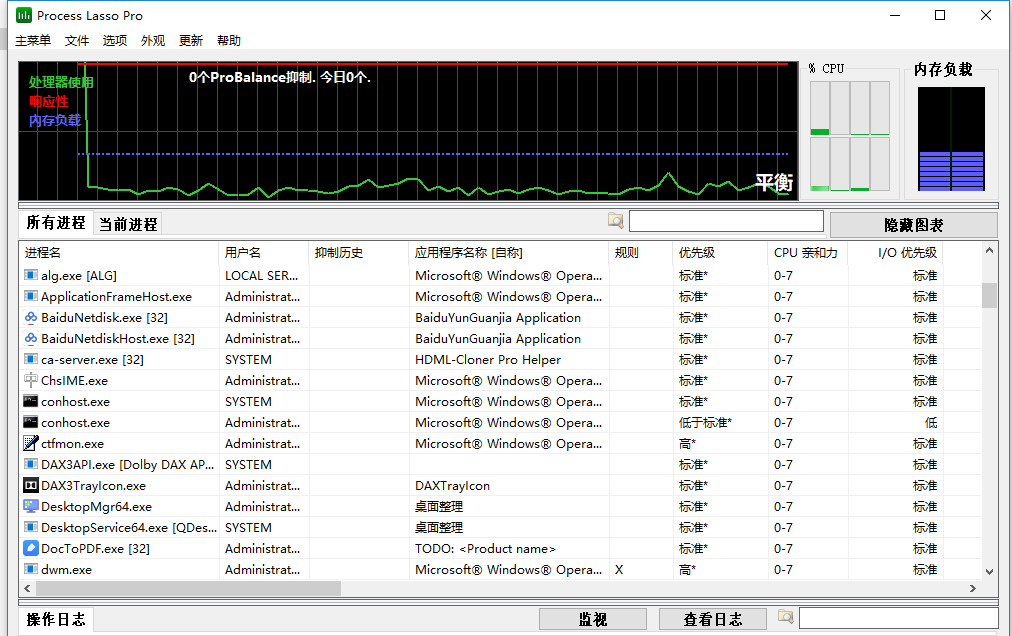 Process Lasso Pro
主菜单 文件 选项 外观 更新 帮助
处理器使用
响应性
内存负载
0个ProBalance抑制. 今日0个.
平衡
% CPU
内存负载
所有进程 当前进程
隐藏图表
进程名 用户名 抑制历史 应用程序名称 [自称] 规则 优先级 CPU 亲和力 I/O 优先级
alg.exe [ALG] LOCAL SER... Microsoft® Windows® Opera... 标准* 0-7 标准
ApplicationFrameHost.exe Administrat... Microsoft® Windows® Opera... 标准* 0-7 标准
BaiduNetdisk.exe [32] Administrat... BaiduYunGuanjia Application 标准* 0-7 标准
BaiduNetdiskHost.exe [32] Administrat... BaiduYunGuanjia Application 标准* 0-7 标准
ca-server.exe [32] SYSTEM HDML-Cloner Pro Helper 标准* 0-7 标准
ChsIME.exe Administrat... Microsoft® Windows® Opera... 标准* 0-7 标准
conhost.exe SYSTEM Microsoft® Windows® Opera... 标准* 0-7 标准
conhost.exe Administrat... Microsoft® Windows® Opera... 低于标准* 0-7 低
ctfmon.exe Administrat... Microsoft® Windows® Opera... 高* 0-7 标准
DAX3API.exe [Dolby DAX AP... SYSTEM 标准* 0-7 标准
DAX3TrayIcon.exe Administrat... DAXTrayIcon 标准* 0-7 标准
DesktopMgr64.exe Administrat... 桌面整理 标准* 0-7 标准
DesktopService64.exe [QDes... SYSTEM 桌面整理 标准* 0-7 标准
DocToPDF.exe [32] Administrat... TODO: <Product name> 标准* 0-7 标准
dwm.exe Administrat... Microsoft® Windows® Opera... X 高* 0-7 标准
操作日志 监视 查看日志